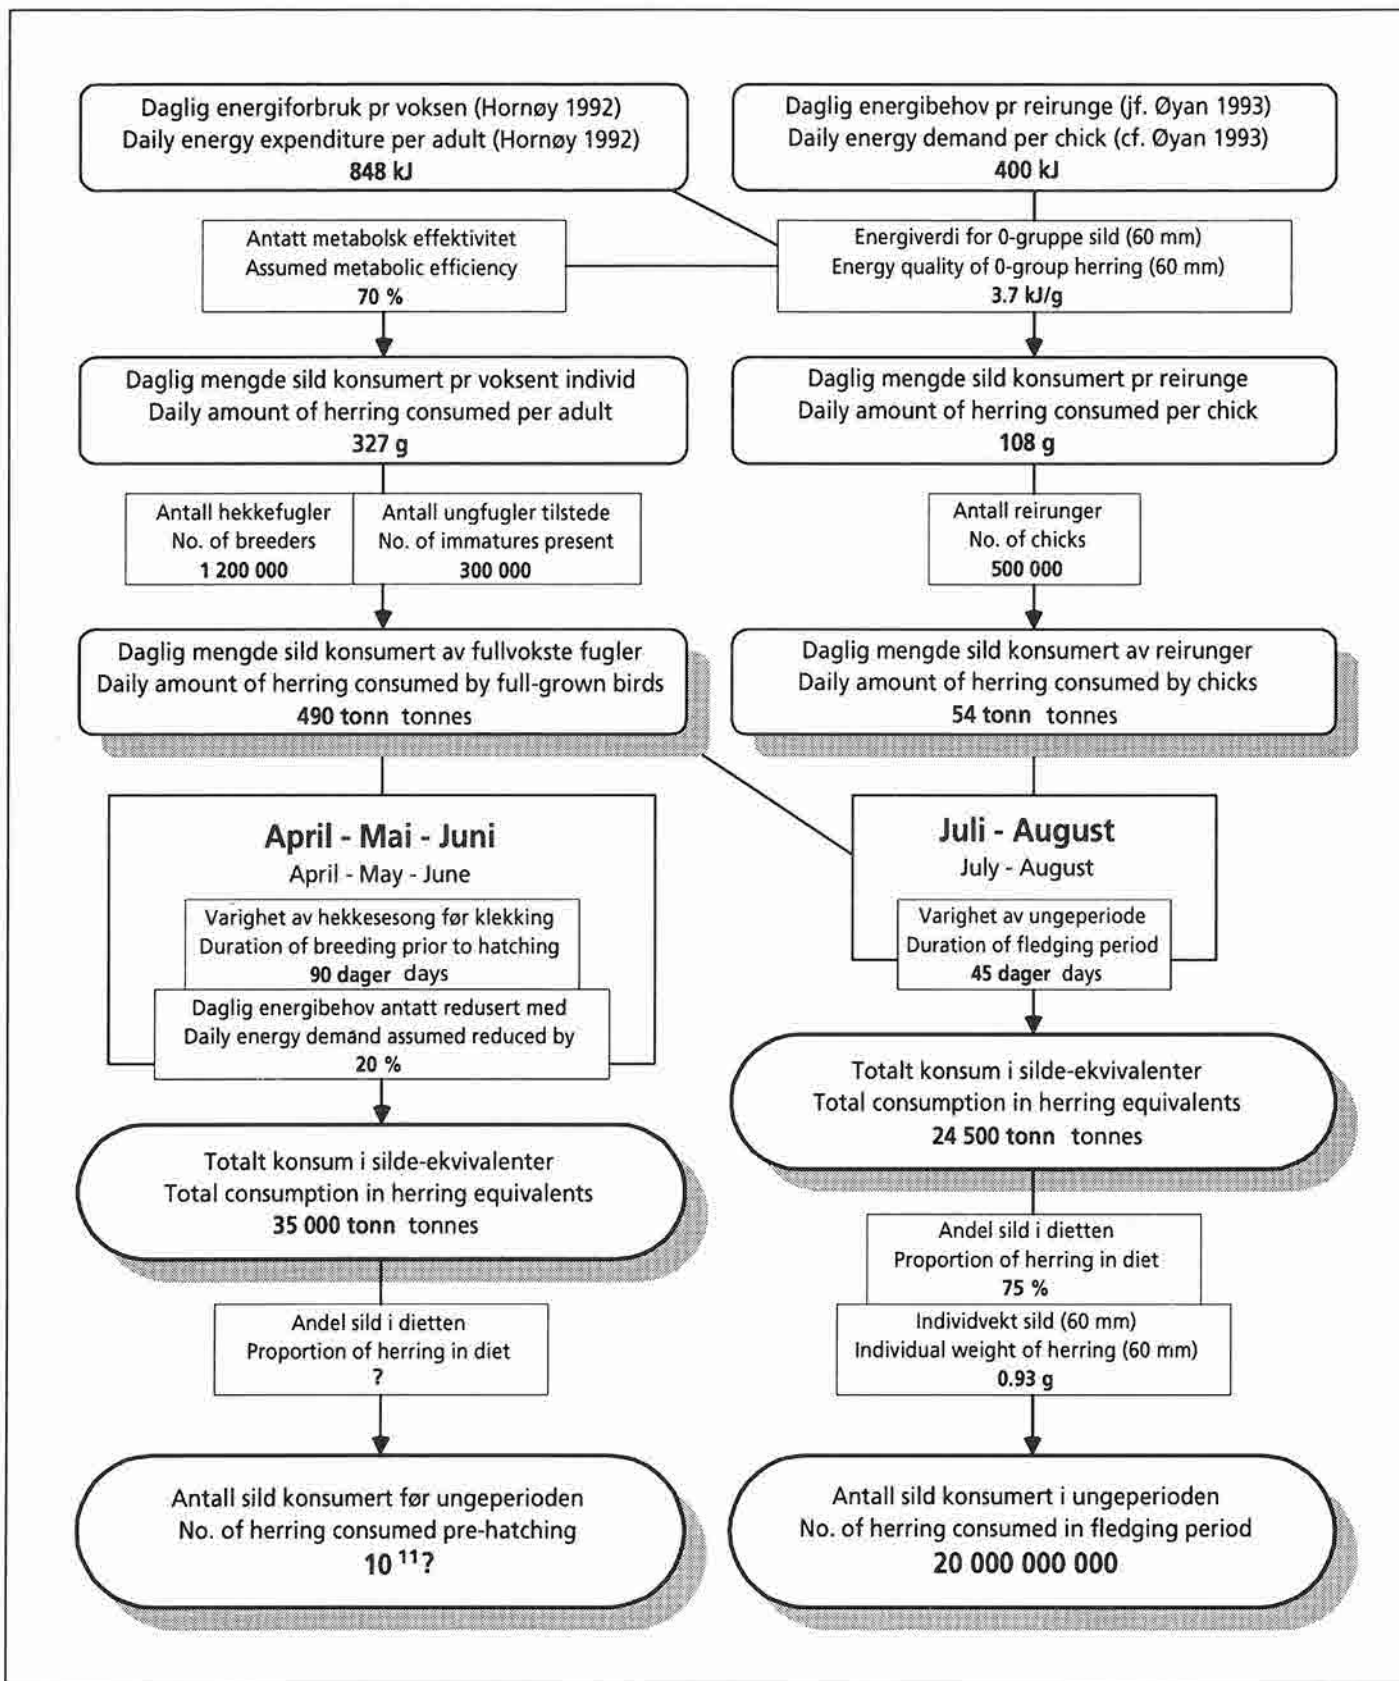 Daglig energiforbruk pr voksen (Hornøy 1992)
Daily energy expenditure per adult (Hornøy 1992)
848 kJ
Daglig energibehov pr reirunge (jf. Øyan 1993)
Daily energy demand per chick (cf. Øyan 1993)
400 kJ
Antatt metabolsk effektivitet
Assumed metabolic efficiency
70 %
Energiverdi for 0-gruppe sild (60 mm)
Energy quality of 0-group herring (60 mm)
3.7 kJ/g
Daglig mengde sild konsumert pr voksent individ
Daily amount of herring consumed per adult
327 g
Daglig mengde sild konsumert pr reirunge
Daily amount of herring consumed per chick
108 g
Antall hekkefugler
No. of breeders
1 200 000
Antall ungfugler tilstede
No. of immatures present
300 000
Antall reirunger
No. of chicks
500 000
Daglig mengde sild konsumert av fullvokste fugler
Daily amount of herring consumed by full-grown birds
490 tonn tonnes
Daglig mengde sild konsumert av reirunger
Daily amount of herring consumed by chicks
54 tonn tonnes
April - Mai - Juni
April - May - June
Varighet av hekkesesong før klekking
Duration of breeding prior to hatching
90 dager days
Daglig energibehov antatt redusert med
Daily energy demand assumed reduced by
20 %
Juli - August
July - August
Varighet av ungeperiode
Duration of fledging period
45 dager days
Totalt konsum i silde-ekvivalenter
Total consumption in herring equivalents
35 000 tonn tonnes
Totalt konsum i silde-ekvivalenter
Total consumption in herring equivalents
24 500 tonn tonnes
Andel sild i dietten
Proportion of herring in diet
?
Andel sild i dietten
Proportion of herring in diet
75 %
Individvekt sild (60 mm)
Individual weight of herring (60 mm)
0.93 g
Antall sild konsumert før ungeperioden
No. of herring consumed pre-hatching
10 ¹¹?
Antall sild konsumert i ungeperioden
No. of herring consumed in fledging period
20 000 000 000